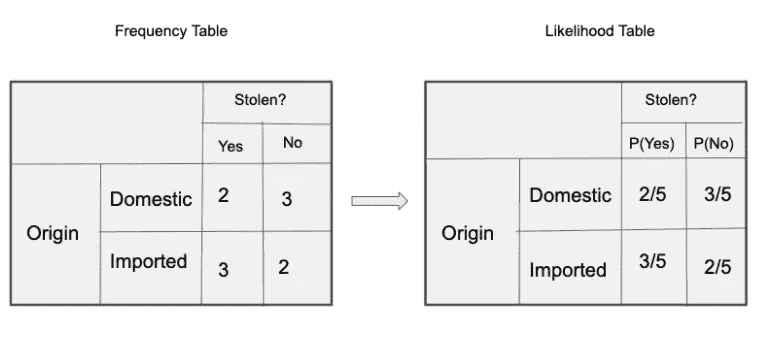 Frequency Table
Stolen?
Yes No
Origin Domestic 2 3
Imported 3 2
Likelihood Table
Stolen?
P(Yes) P(No)
Origin Domestic 2/5 3/5
Imported 3/5 2/5